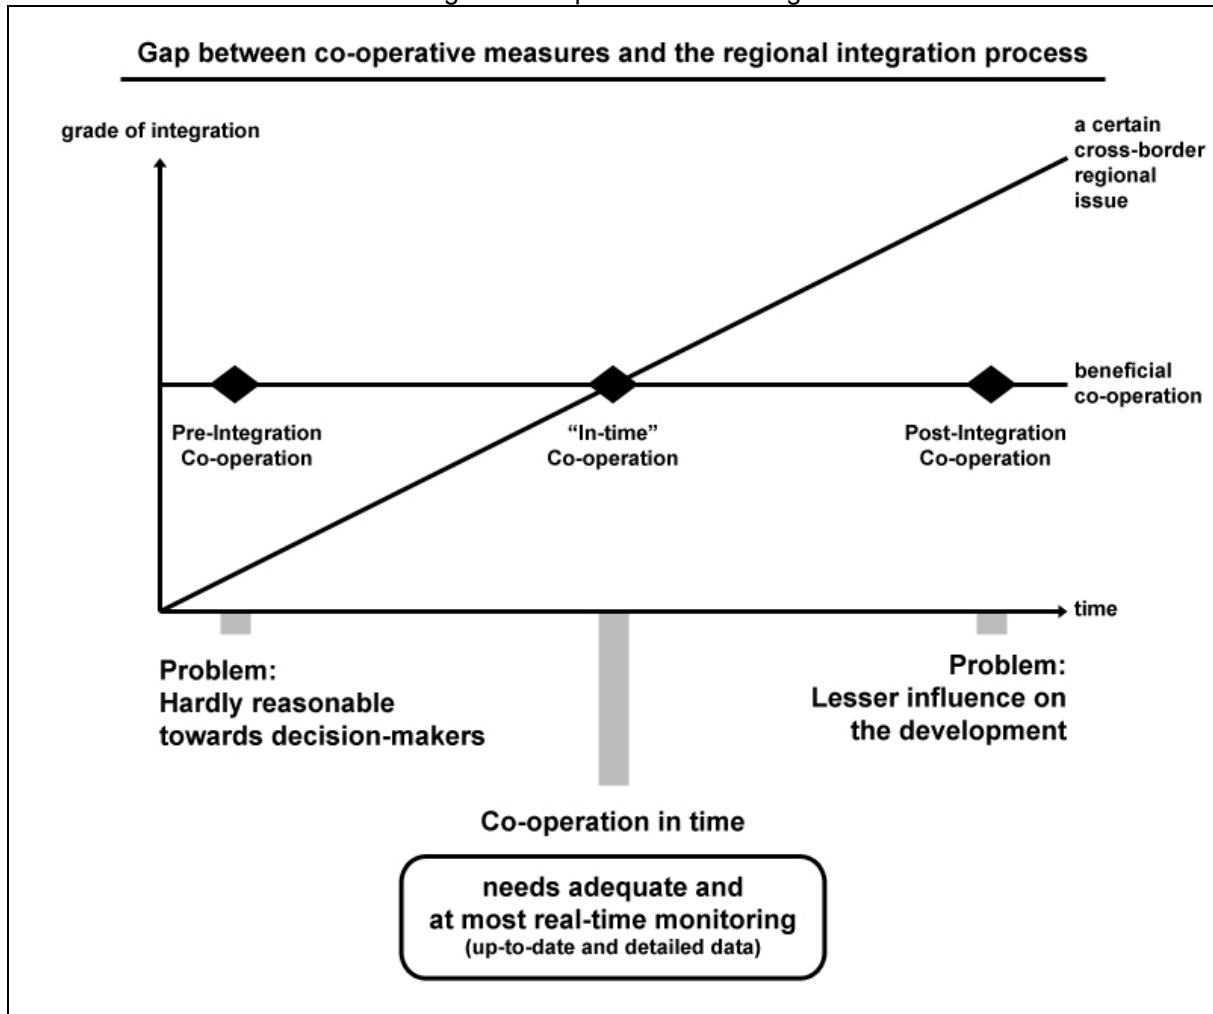 Gap between co-operative measures and the regional integration process
grade of integration
a certain
cross-border
regional
issue
beneficial
co-operation
Pre-Integration
Co-operation
“In-time”
Co-operation
Post-Integration
Co-operation
time
Problem:
Hardly reasonable
towards decision-makers
Problem:
Lesser influence on
the development
Co-operation in time
needs adequate and
at most real-time monitoring
(up-to-date and detailed data)